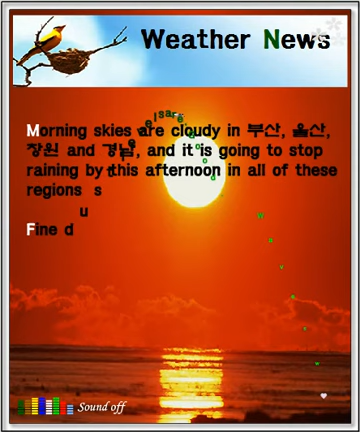 Weather News
Morning skies are cloudy in 부산, 울산,
장원 and 경남, and it is going to stop
raining by this afternoon in all of these
regions s
u
Fine d
Sound off